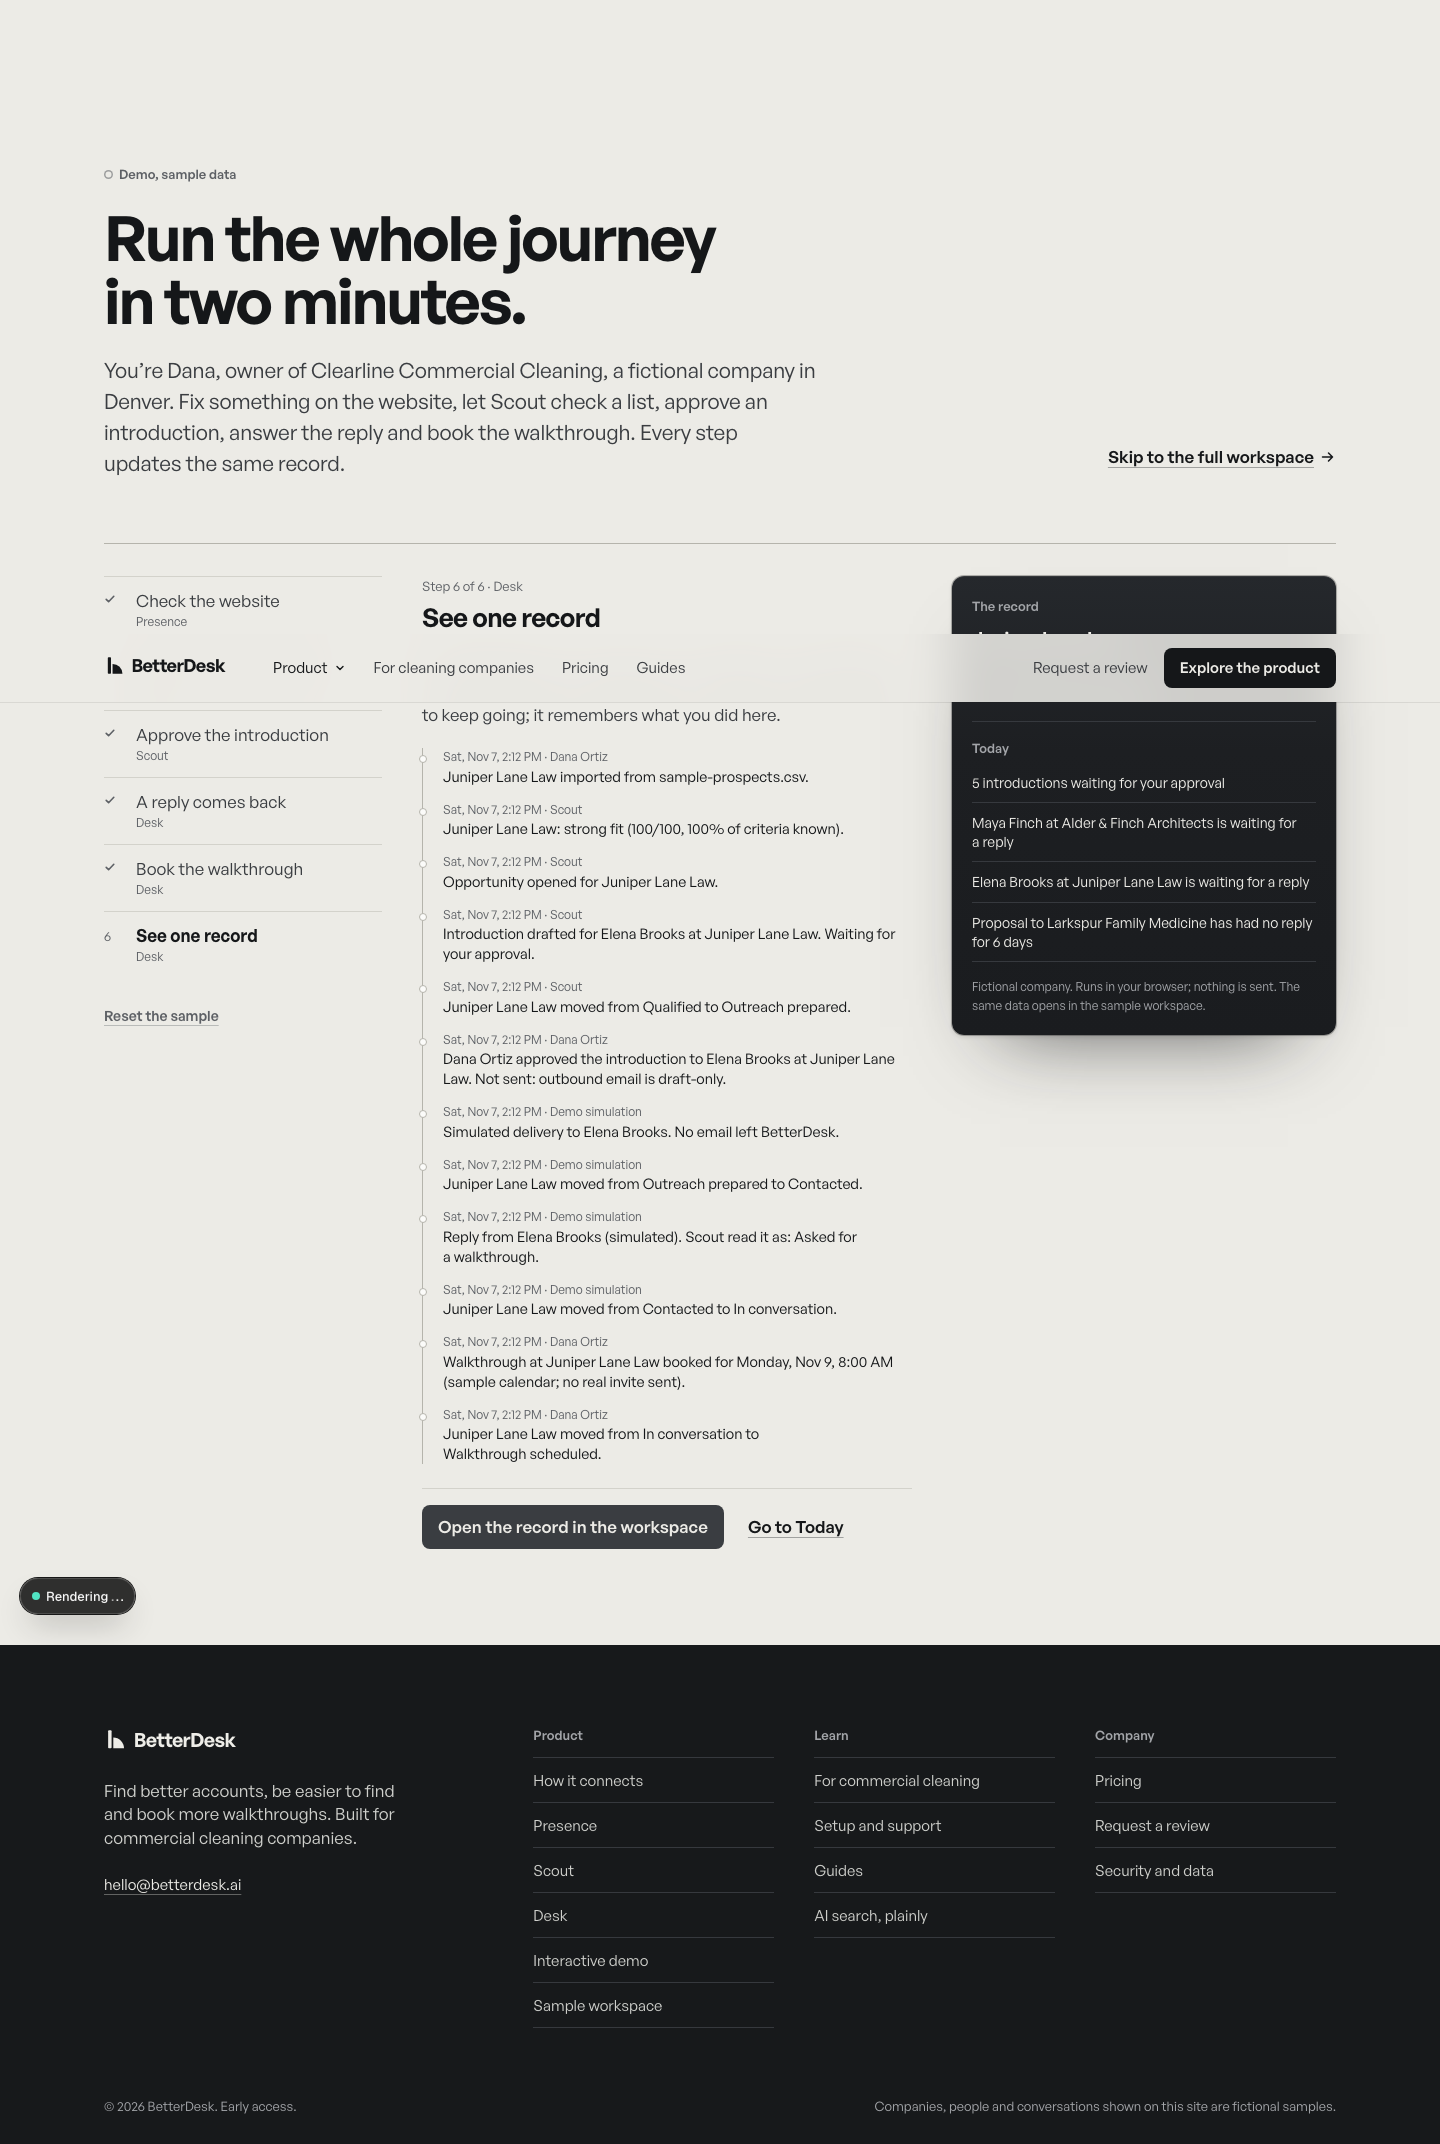 Demo, sample data
Run the whole journey
in two minutes.
You’re Dana, owner of Clearline Commercial Cleaning, a fictional company in
Denver. Fix something on the website, let Scout check a list, approve an
introduction, answer the reply and book the walkthrough. Every step
updates the same record.
Skip to the full workspace →
Check the website
Presence
Step 6 of 6 · Desk
See one record
The record
BetterDesk
Product
For cleaning companies
Pricing
Guides
Request a review
Explore the product
Approve the introduction
Scout
A reply comes back
Desk
Book the walkthrough
Desk
6
See one record
Desk
Reset the sample
to keep going; it remembers what you did here.
Sat, Nov 7, 2:12 PM · Dana Ortiz
Juniper Lane Law imported from sample-prospects.csv.
Sat, Nov 7, 2:12 PM · Scout
Juniper Lane Law: strong fit (100/100, 100% of criteria known).
Sat, Nov 7, 2:12 PM · Scout
Opportunity opened for Juniper Lane Law.
Sat, Nov 7, 2:12 PM · Scout
Introduction drafted for Elena Brooks at Juniper Lane Law. Waiting for
your approval.
Sat, Nov 7, 2:12 PM · Scout
Juniper Lane Law moved from Qualified to Outreach prepared.
Sat, Nov 7, 2:12 PM · Dana Ortiz
Dana Ortiz approved the introduction to Elena Brooks at Juniper Lane
Law. Not sent: outbound email is draft-only.
Sat, Nov 7, 2:12 PM · Demo simulation
Simulated delivery to Elena Brooks. No email left BetterDesk.
Sat, Nov 7, 2:12 PM · Demo simulation
Juniper Lane Law moved from Outreach prepared to Contacted.
Sat, Nov 7, 2:12 PM · Demo simulation
Reply from Elena Brooks (simulated). Scout read it as: Asked for
a walkthrough.
Sat, Nov 7, 2:12 PM · Demo simulation
Juniper Lane Law moved from Contacted to In conversation.
Sat, Nov 7, 2:12 PM · Dana Ortiz
Walkthrough at Juniper Lane Law booked for Monday, Nov 9, 8:00 AM
(sample calendar; no real invite sent).
Sat, Nov 7, 2:12 PM · Dana Ortiz
Juniper Lane Law moved from In conversation to
Walkthrough scheduled.
Open the record in the workspace
Go to Today
Today
5 introductions waiting for your approval
Maya Finch at Alder & Finch Architects is waiting for
a reply
Elena Brooks at Juniper Lane Law is waiting for a reply
Proposal to Larkspur Family Medicine has had no reply
for 6 days
Fictional company. Runs in your browser; nothing is sent. The
same data opens in the sample workspace.
Rendering ...
BetterDesk
Find better accounts, be easier to find
and book more walkthroughs. Built for
commercial cleaning companies.
hello@betterdesk.ai
Product
How it connects
Presence
Scout
Desk
Interactive demo
Sample workspace
Learn
For commercial cleaning
Setup and support
Guides
AI search, plainly
Company
Pricing
Request a review
Security and data
© 2026 BetterDesk. Early access.
Companies, people and conversations shown on this site are fictional samples.